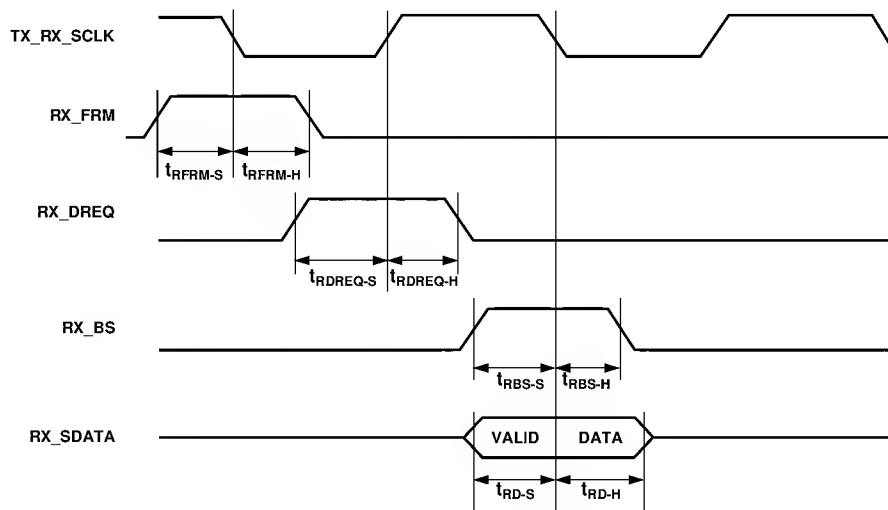 TX_RX_SCLK
RX_FRM
tRFRM-S tRFRM-H
RX_DREQ
tRDREQ-S tRDREQ-H
RX_BS
tRBS-S tRBS-H
RX_SDATA VALID DATA
tRD-S tRD-H